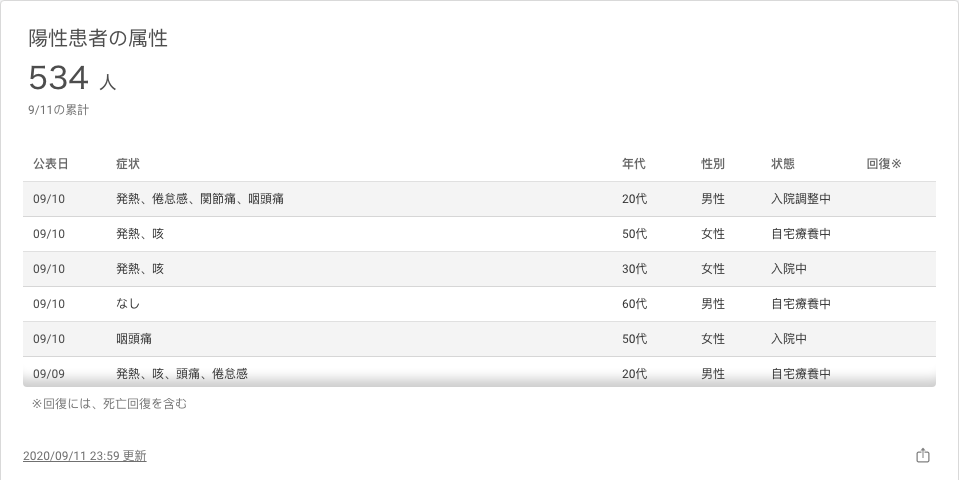 陽性患者の属性
534 人
9/11の累計
公表日 症状 年代 性別 状態 回復※
09/10 発熱、倦怠感、関節痛、咽頭痛 20代 男性 入院調整中
09/10 発熱、咳 50代 女性 自宅療養中
09/10 発熱、咳 30代 女性 入院中
09/10 なし 60代 男性 自宅療養中
09/10 咽頭痛 50代 女性 入院中
09/09 発熱、咳、頭痛、倦怠感 20代 男性 自宅療養中
※回復には、死亡回復を含む
2020/09/11 23:59 更新